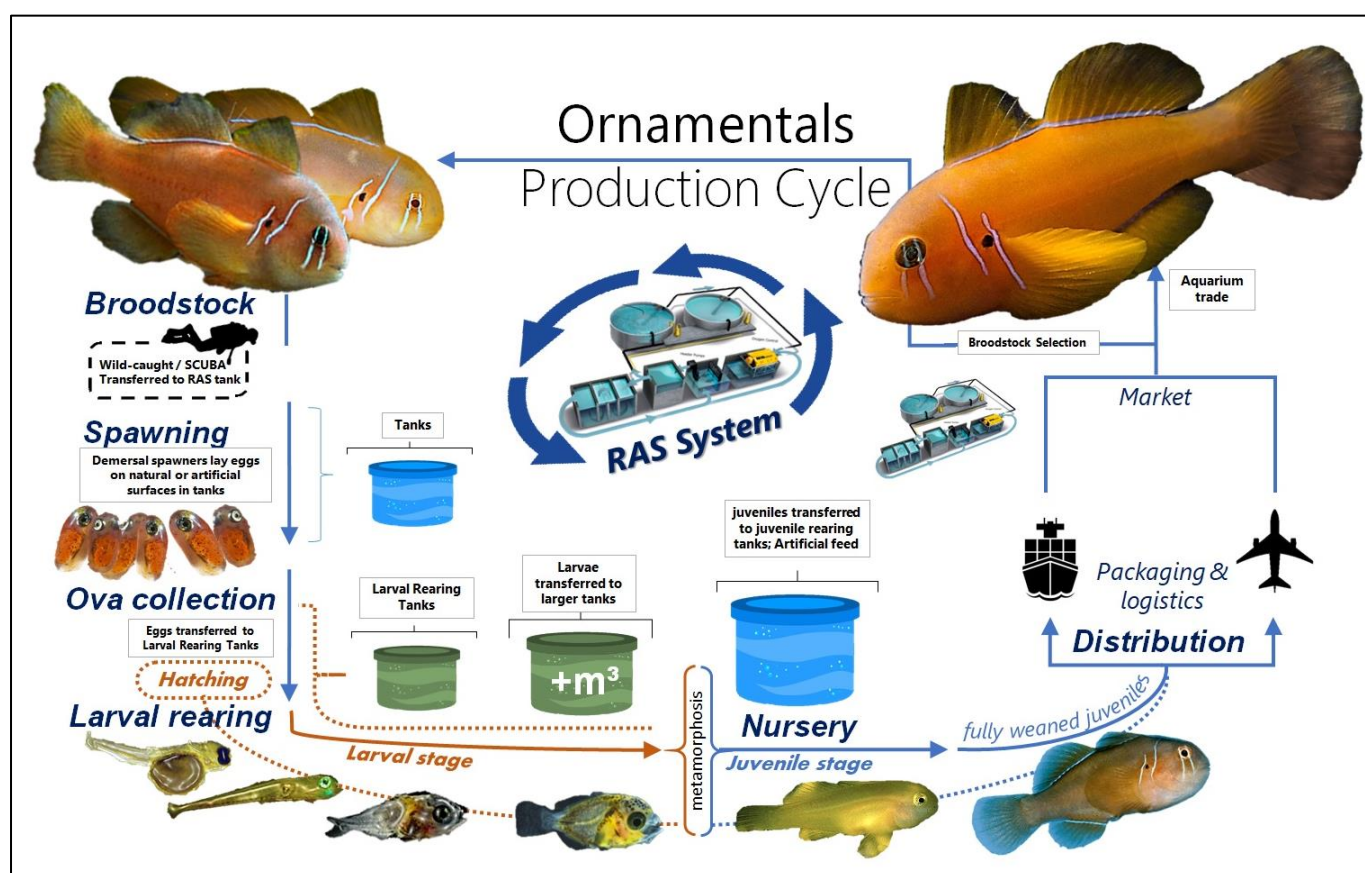 Ornamentals
Production Cycle
Broodstock
Wild-caught / SCUBA
Transferred to RAS tank
Spawning
Demersal spawners lay eggs
on natural or artificial
surfaces in tanks
Tanks
Ova collection
Eggs transferred to
Larval Rearing Tanks
Hatching
Larval rearing
Larval Rearing
Tanks
Larvae
transferred to
larger tanks
+m³
Larval stage
metamorphosis
juveniles transferred
to juvenile rearing
tanks; Artificial feed
Nursery
Juvenile stage
fully weaned juveniles
Distribution
Packaging &
logistics
Market
Aquarium
trade
Broodstock Selection
RAS System